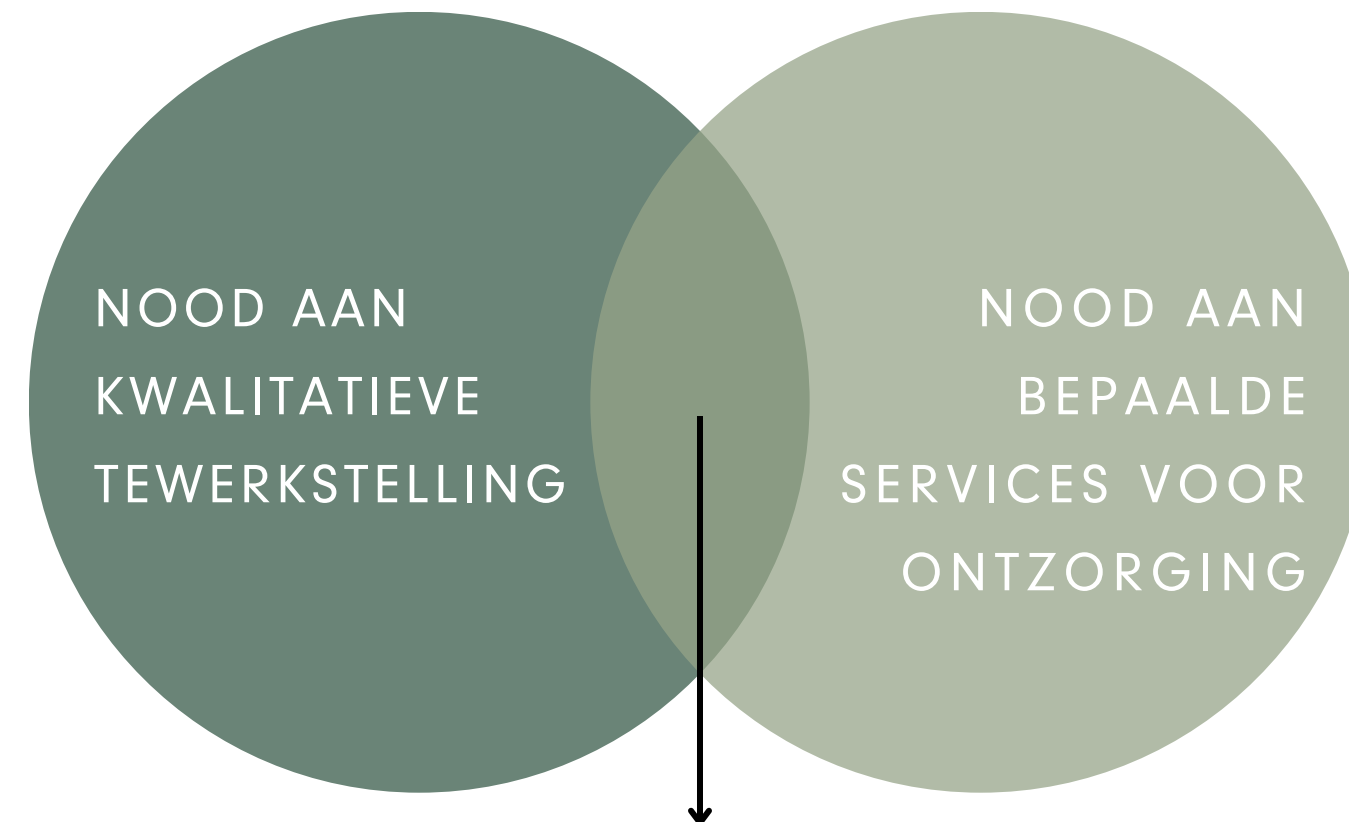 NOOD AAN
KWALITATIEVE
TEWERKSTELLING
NOOD AAN
BEPAALDE
SERVICES VOOR
ONTZORGING